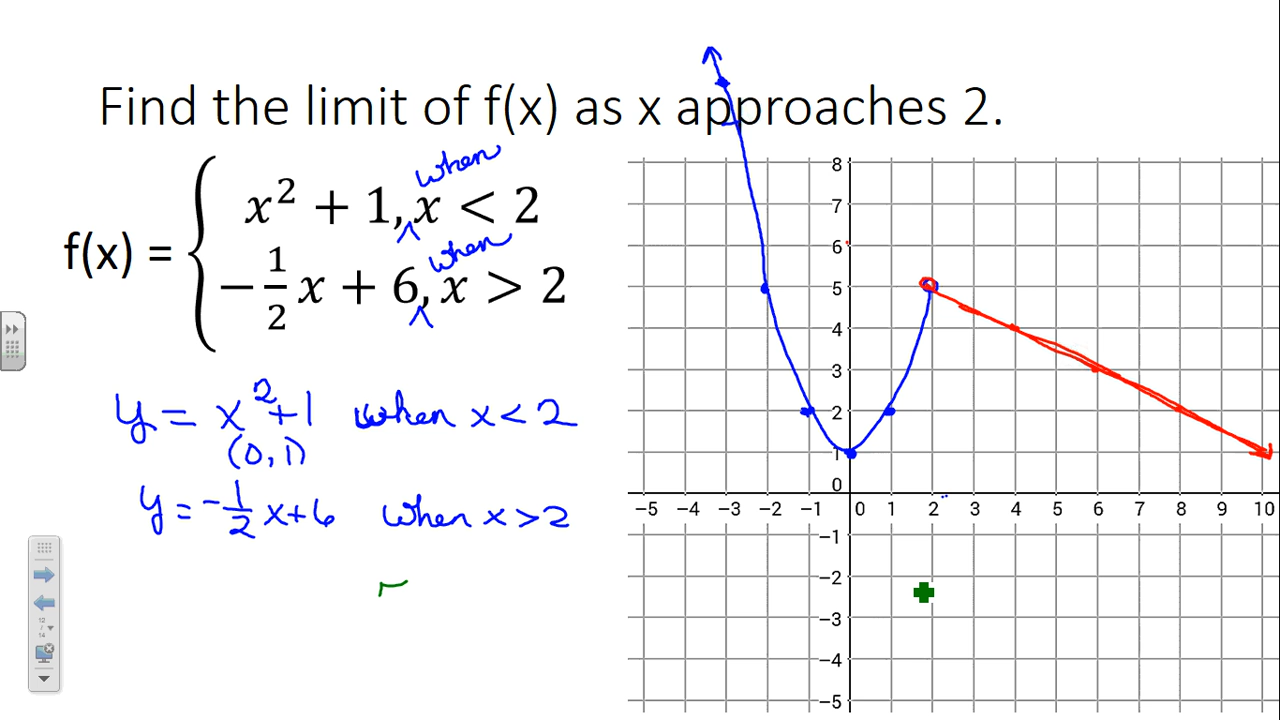 Find the limit of f(x) as x approaches 2.
when
f(x) = { x² + 1, x < 2
when
−1/2 x + 6, x > 2
y = x² + 1 when x < 2
(0, 1)
y = -1/2 x + 6 when x > 2
8
7
6
5
4
3
2
1
0
−5 −4 −3 −2 −1 0 1 2 3 4 5 6 7 8 9 10
−1
−2
−3
−4
−5